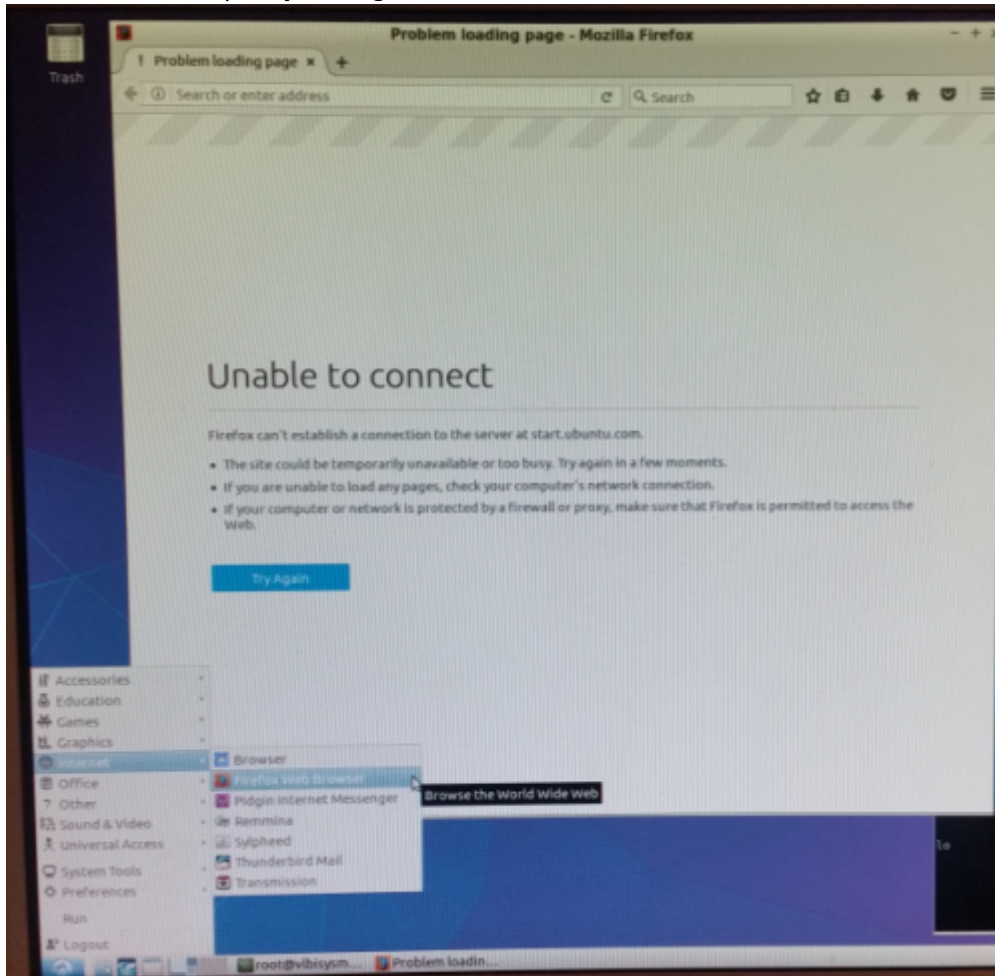 Trash
Problem loading page - Mozilla Firefox
! Problem loading page × +
Search or enter address
Search
Unable to connect
Firefox can't establish a connection to the server at start.ubuntu.com.
• The site could be temporarily unavailable or too busy. Try again in a few moments.
• If you are unable to load any pages, check your computer's network connection.
• If your computer or network is protected by a firewall or proxy, make sure that Firefox is permitted to access the
Web.
Try Again
Accessories
Education
Games
Graphics
Internet
Office
? Other
Sound & Video
Universal Access
System Tools
Preferences
Run
Logout
Browser
Firefox Web Browser
Pidgin Internet Messenger
Remmina
Sylpheed
Thunderbird Mail
Transmission
Browse the World Wide Web
root@vlbisysm...
Problem loadin...